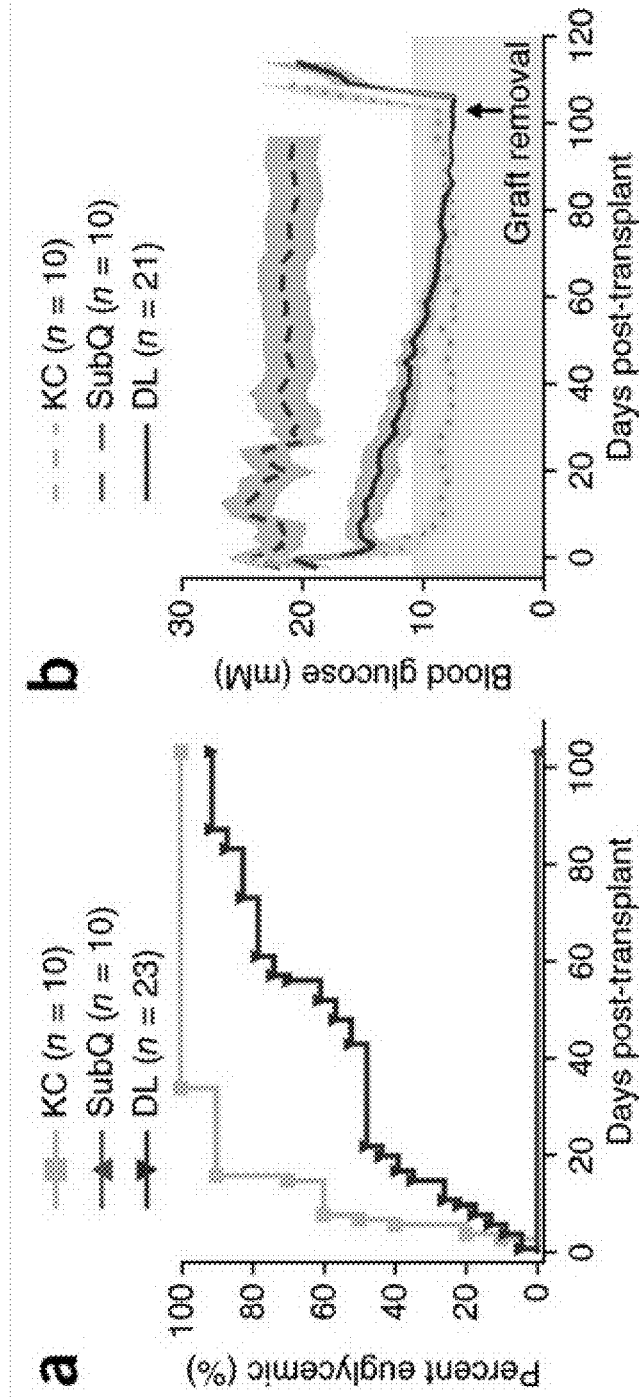 a
KC (n = 10)
SubQ (n = 10)
DL (n = 23)
Percent euglycemic (%)
100
80
60
40
20
0
0 20 40 60 80 100
Days post-transplant
b
KC (n = 10)
SubQ (n = 10)
DL (n = 21)
Blood glucose (mM)
30
20
10
0
Graft removal
0 20 40 60 80 100 120
Days post-transplant